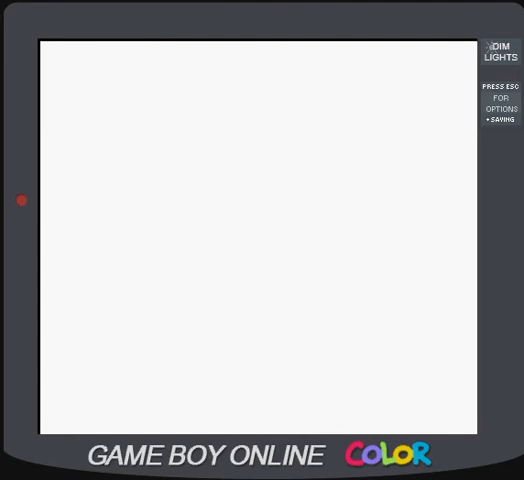 DIM
LIGHTS
PRESS ESC
FOR
OPTIONS
+ SAVING
GAME BOY ONLINE COLOR